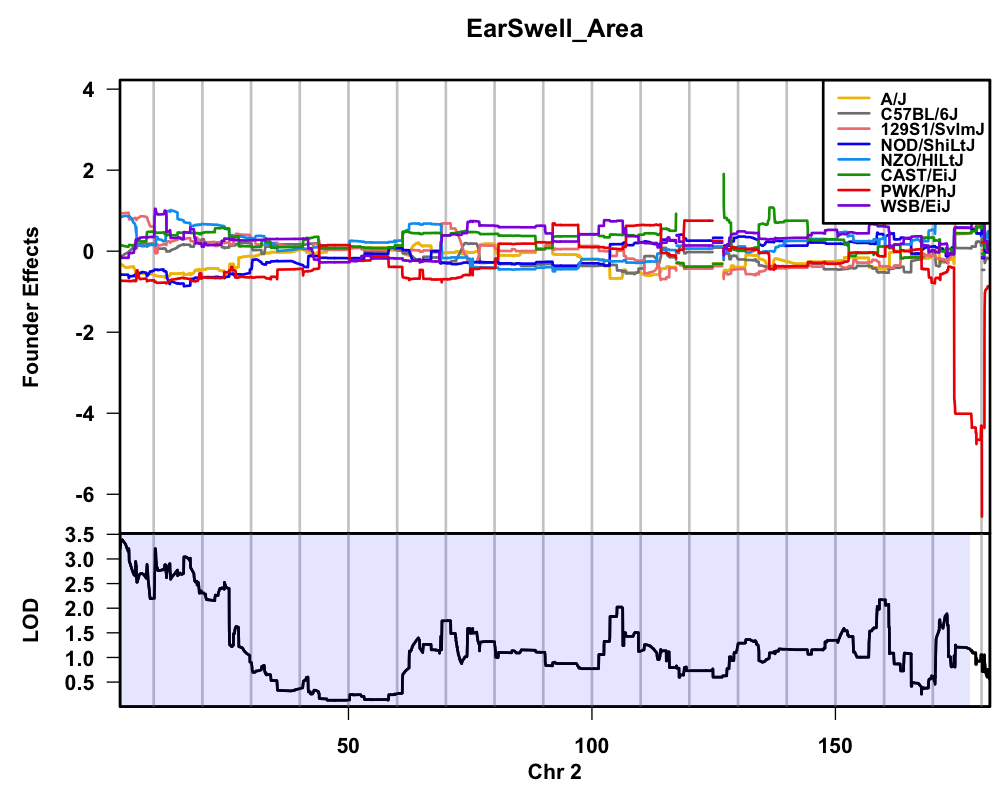 EarSwell_Area
4
2
0
-2
-4
-6
Founder Effects
A/J
C57BL/6J
129S1/SvImJ
NOD/ShiLtJ
NZO/HlLtJ
CAST/EiJ
PWK/PhJ
WSB/EiJ
3.5
3.0
2.5
2.0
1.5
1.0
0.5
LOD
50 100 150
Chr 2